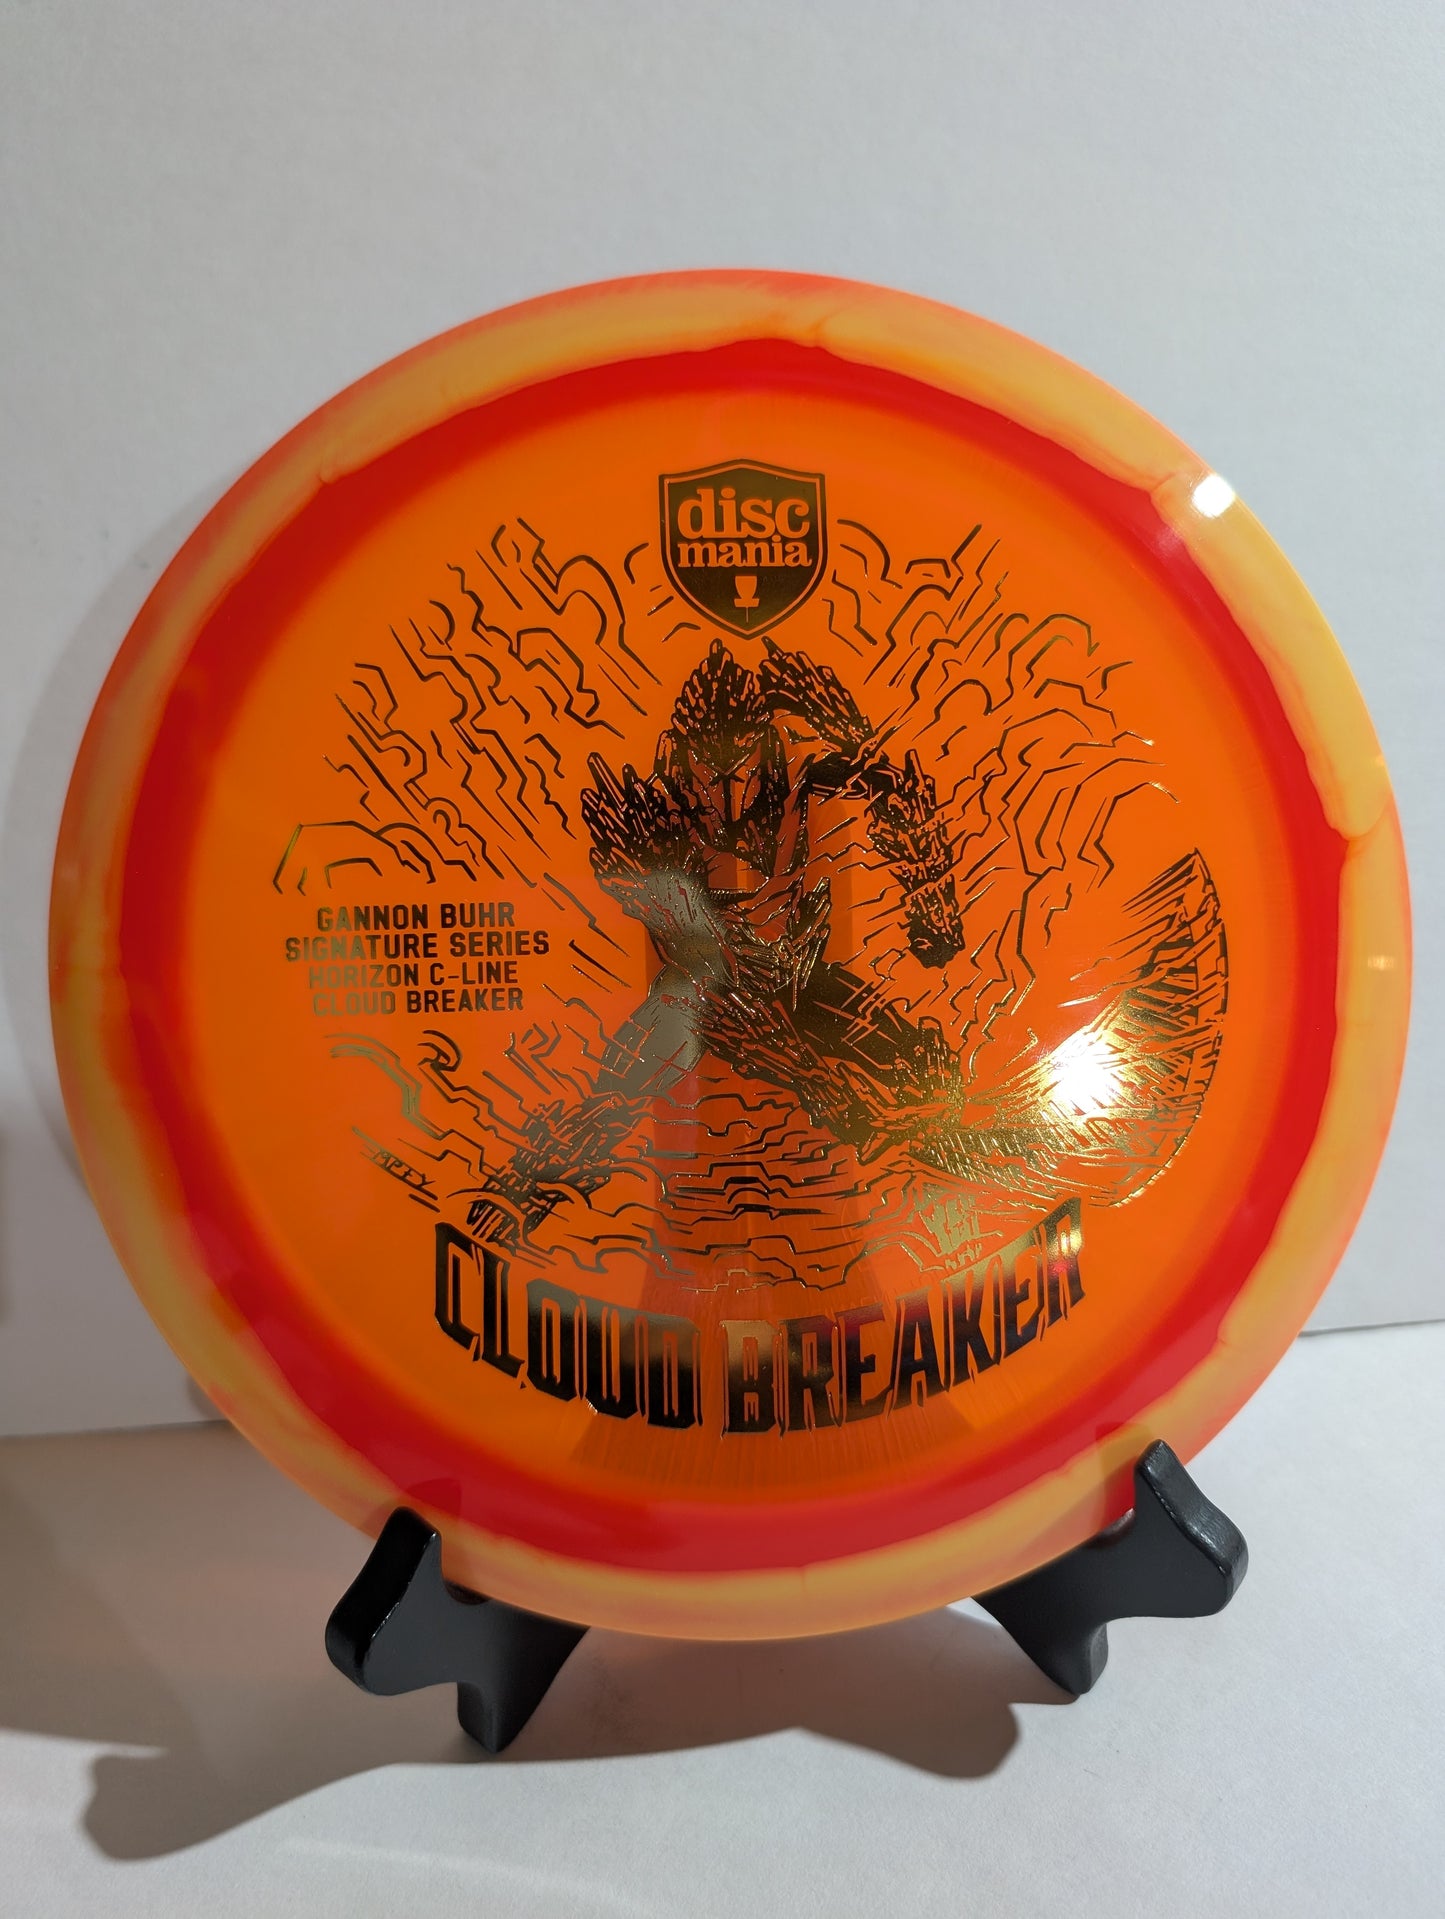 disc
mania
GANNON BUHR
SIGNATURE SERIES
HORIZON C-LINE
CLOUD BREAKER
CLOUD BREAKER